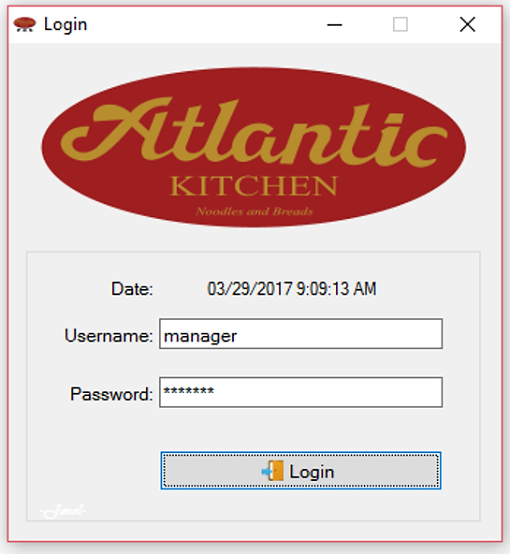 Login
Atlantic
KITCHEN
Noodles and Breads
Date: 03/29/2017 9:09:13 AM
Username: manager
Password: *******
Login